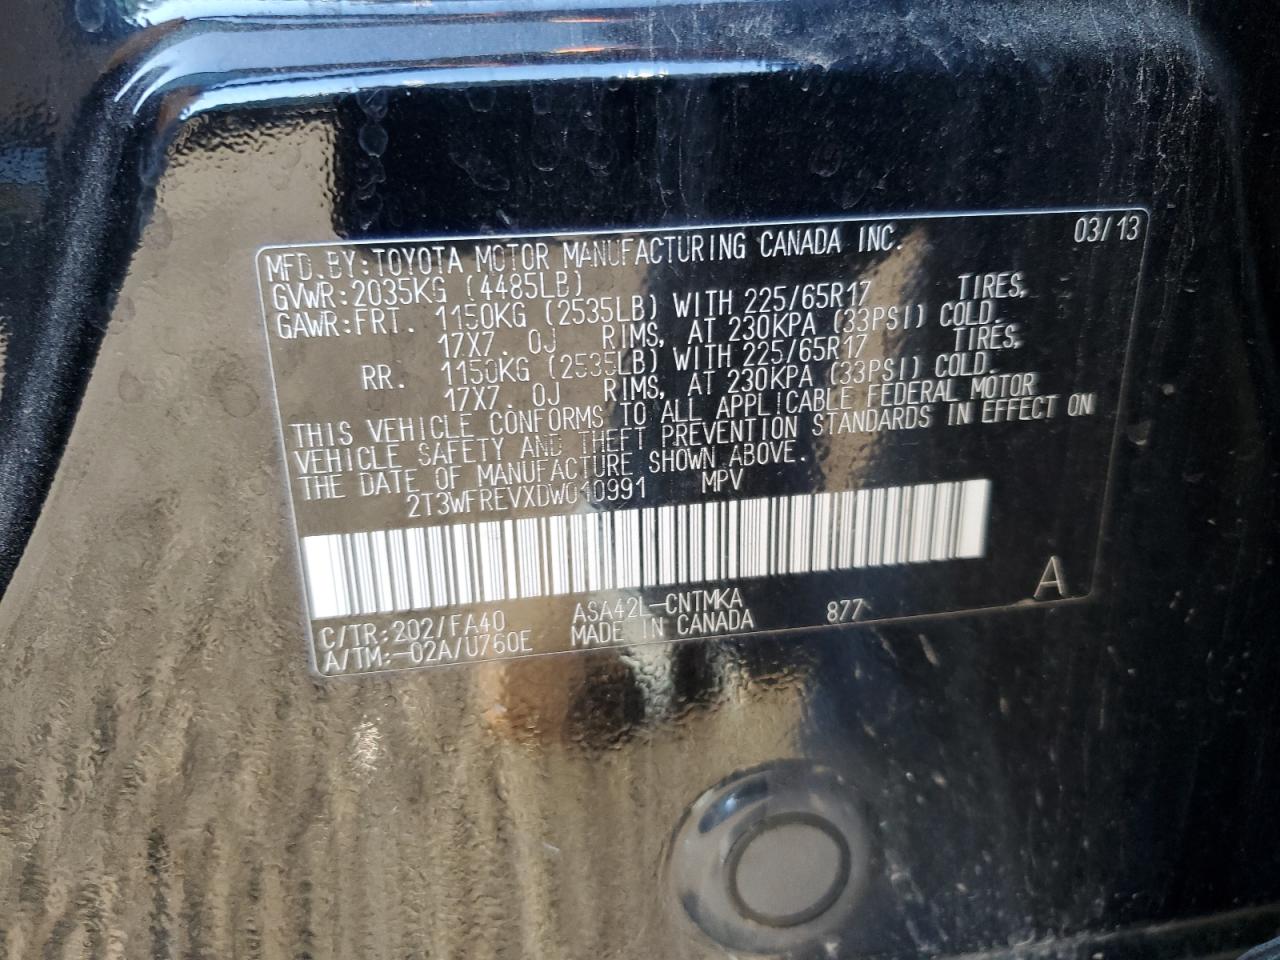 03/13
MFD. BY: TOYOTA MOTOR MANUFACTURING CANADA INC.
GVWR: 2035KG (4485LB)
GAWR: FRT. 1150KG (2535LB) WITH 225/65R17 TIRES,
17X7. 0J RIMS, AT 230KPA (33PSI) COLD.
RR. 1150KG (2535LB) WITH 225/65R17 TIRES,
17X7. 0J RIMS, AT 230KPA (33PSI) COLD.
THIS VEHICLE CONFORMS TO ALL APPLICABLE FEDERAL MOTOR
VEHICLE SAFETY AND THEFT PREVENTION STANDARDS IN EFFECT ON
THE DATE OF MANUFACTURE SHOWN ABOVE.
2T3WFREVXDW010991 MPV
C/TR: 202/FA40 ASA42L-CNTMKA 877 A
A/TM: -02A/U760E MADE IN CANADA